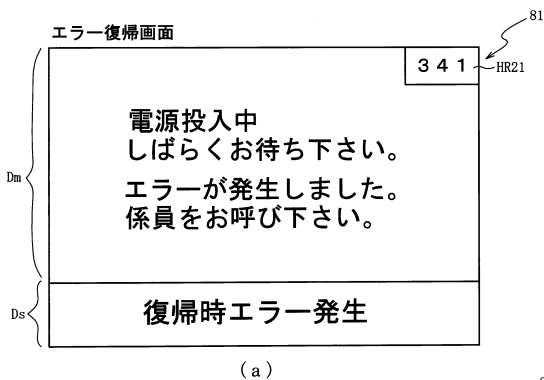 エラー復帰画面
81
341
HR21
電源投入中
しばらくお待ち下さい。
エラーが発生しました。
係員をお呼び下さい。
Dm
Ds
復帰時エラー発生
(a)